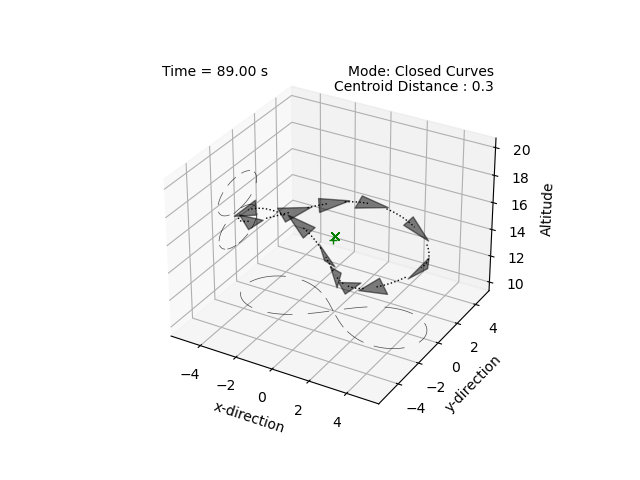 Time = 89.00 s
Mode: Closed Curves
Centroid Distance : 0.3
20
18
16
14
12
10
Altitude
4
2
0
−2
−4
y-direction
−4
−2
0
2
4
x-direction